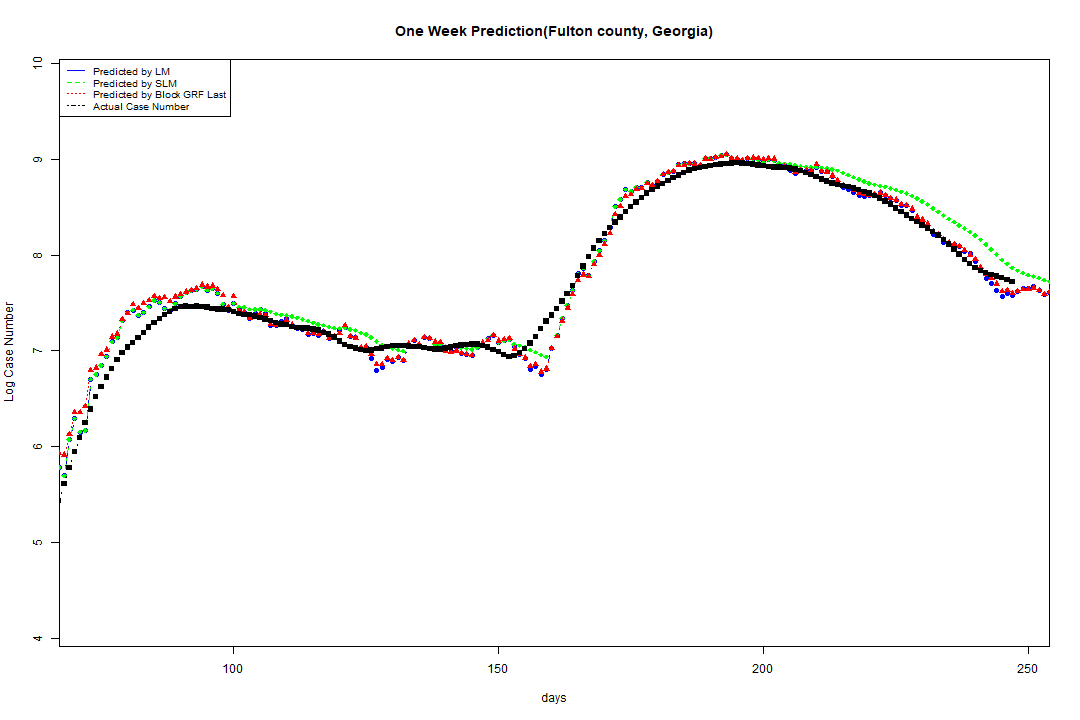 One Week Prediction(Fulton county, Georgia)
Predicted by LM
Predicted by SLM
Predicted by Block GRF Last
Actual Case Number
10
9
8
7
6
5
4
Log Case Number
100 150 200 250
days